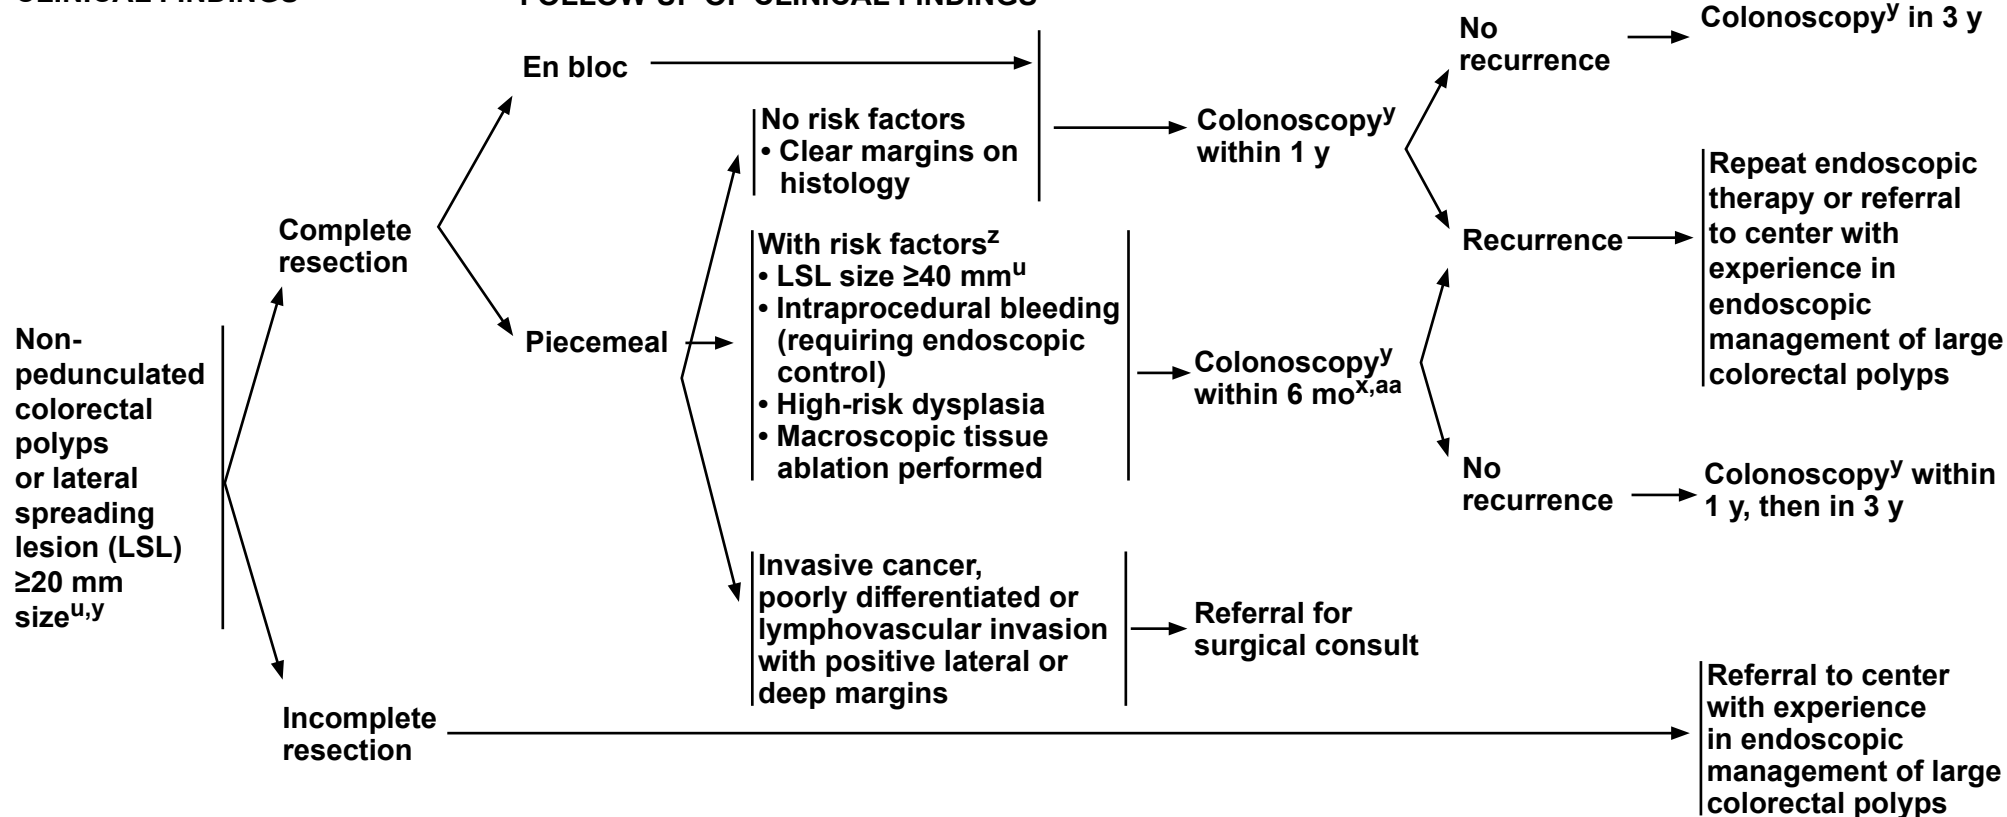 CLINICAL FINDINGS
FOLLOW-UP OF CLINICAL FINDINGS
Non-
pedunculated
colorectal
polyps
or lateral
spreading
lesion (LSL)
≥20 mm
sizeu,y
Complete
resection
Incomplete
resection
En bloc
Piecemeal
No risk factors
• Clear margins on
histology
With risk factorsz
• LSL size ≥40 mmu
• Intraprocedural bleeding
(requiring endoscopic
control)
• High-risk dysplasia
• Macroscopic tissue
ablation performed
Invasive cancer,
poorly differentiated or
lymphovascular invasion
with positive lateral or
deep margins
Colonoscopyy
within 1 y
Colonoscopyy
within 6 mox,aa
Referral for
surgical consult
No
recurrence
Recurrence
No
recurrence
Colonoscopyy in 3 y
Repeat endoscopic
therapy or referral
to center with
experience in
endoscopic
management of large
colorectal polyps
Colonoscopyy within
1 y, then in 3 y
Referral to center
with experience
in endoscopic
management of large
colorectal polyps